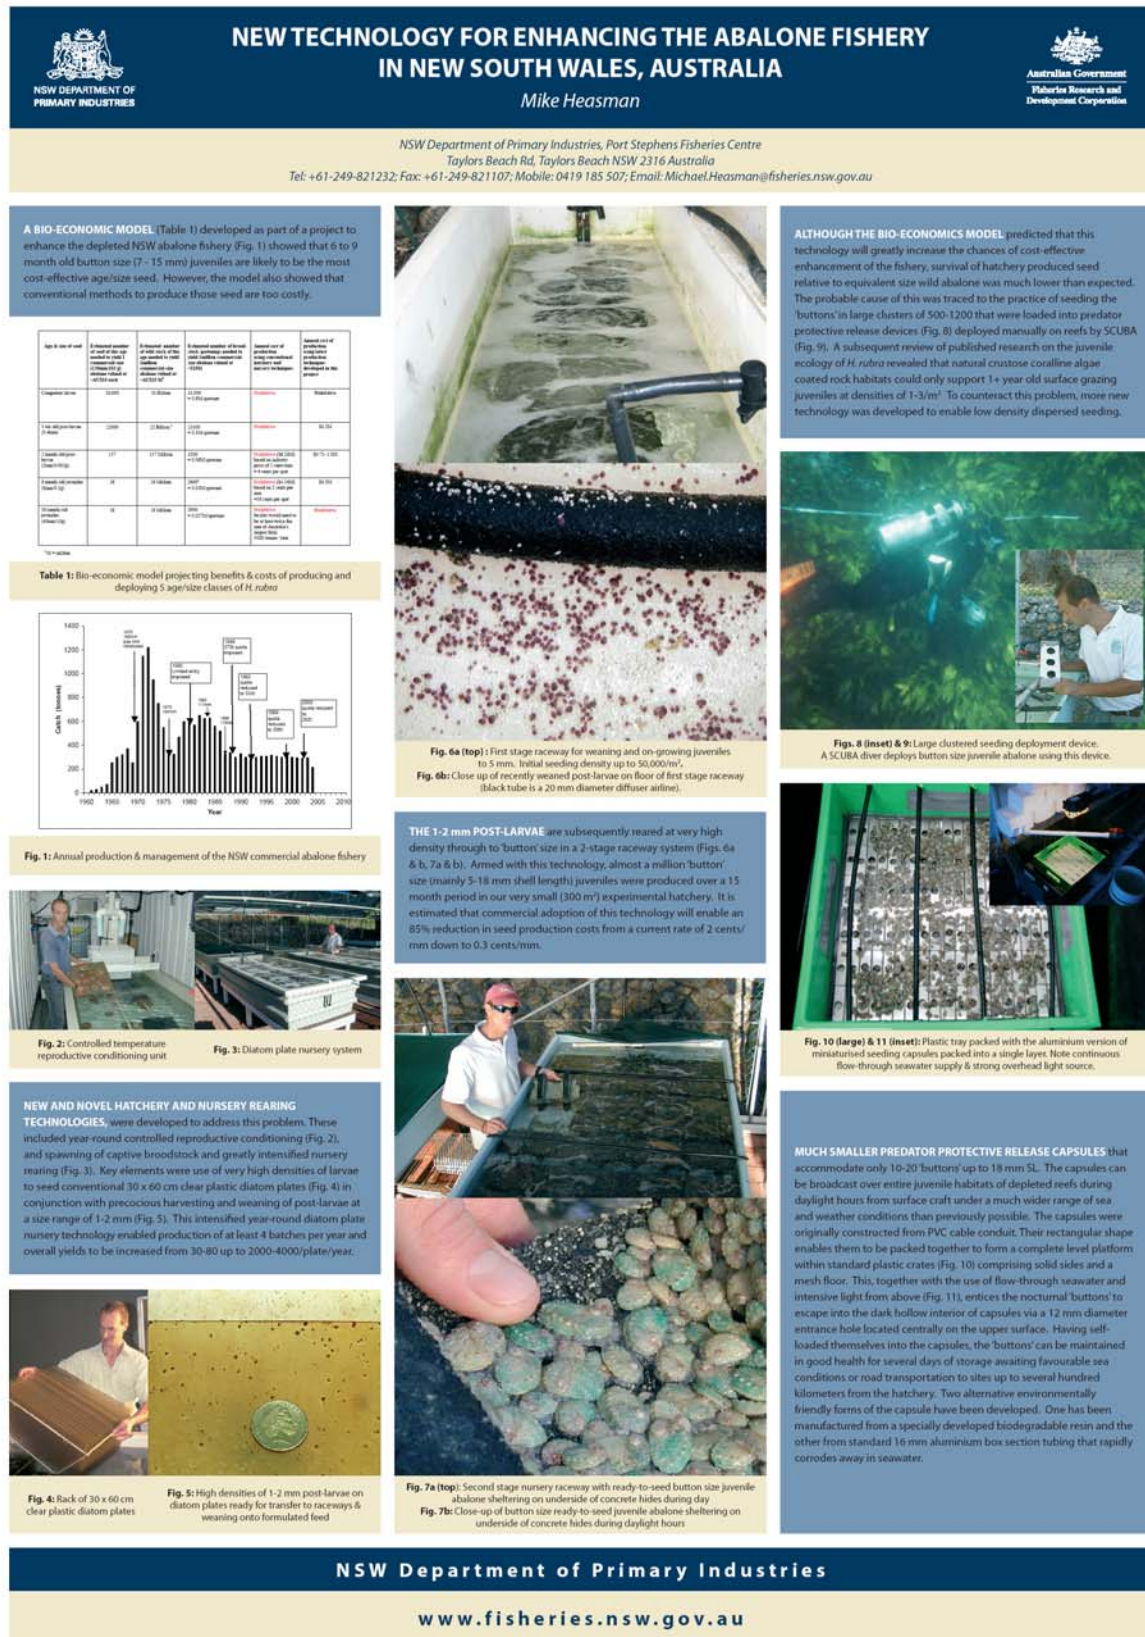 NSW DEPARTMENT OF
PRIMARY INDUSTRIES
NEW TECHNOLOGY FOR ENHANCING THE ABALONE FISHERY
IN NEW SOUTH WALES, AUSTRALIA
Mike Heasman
Australian Government
Fisheries Research and
Development Corporation
NSW Department of Primary Industries, Port Stephens Fisheries Centre
Taylors Beach Rd, Taylors Beach NSW 2316 Australia
Tel: +61-249-821232; Fax: +61-249-821107; Mobile: 0419 185 507; Email: Michael.Heasman@fisheries.nsw.gov.au
A BIO-ECONOMIC MODEL (Table 1) developed as part of a project to
enhance the depleted NSW abalone fishery (Fig. 1) showed that 6 to 9
month old button size (7 - 15 mm) juveniles are likely to be the most
cost-effective age/size seed. However, the model also showed that
conventional methods to produce those seed are too costly.
Age & size of seed
Table 1: Bio-economic model projecting benefits & costs of producing and
deploying 5 age/size classes of H. rubra
Catch (tonnes)
1400
1200
1000
800
600
400
200
0
1960 1965 1970 1975 1980 1985 1990 1995 2000 2005 2010
Year
Fig. 1: Annual production & management of the NSW commercial abalone fishery
Fig. 2: Controlled temperature
reproductive conditioning unit
Fig. 3: Diatom plate nursery system
NEW AND NOVEL HATCHERY AND NURSERY REARING
TECHNOLOGIES, were developed to address this problem. These
included year-round controlled reproductive conditioning (Fig. 2),
and spawning of captive broodstock and greatly intensified nursery
rearing (Fig. 3). Key elements were use of very high densities of larvae
to seed conventional 30 x 60 cm clear plastic diatom plates (Fig. 4) in
conjunction with precocious harvesting and weaning of post-larvae at
a size range of 1-2 mm (Fig. 5). This intensified year-round diatom plate
nursery technology enabled production of at least 4 batches per year and
overall yields to be increased from 30-80 up to 2000-4000/plate/year.
Fig. 4: Rack of 30 x 60 cm
clear plastic diatom plates
Fig. 5: High densities of 1-2 mm post-larvae on
diatom plates ready for transfer to raceways &
weaning onto formulated feed
Fig. 6a (top) : First stage raceway for weaning and on-growing juveniles
to 5 mm. Initial seeding density up to 50,000/m².
Fig. 6b: Close up of recently weaned post-larvae on floor of first stage raceway
(black tube is a 20 mm diameter diffuser airline).
THE 1-2 mm POST-LARVAE are subsequently reared at very high
density through to 'button' size in a 2-stage raceway system (Figs. 6a
& b, 7a & b). Armed with this technology, almost a million 'button'
size (mainly 5-18 mm shell length) juveniles were produced over a 15
month period in our very small (300 m²) experimental hatchery. It is
estimated that commercial adoption of this technology will enable an
85% reduction in seed production costs from a current rate of 2 cents/
mm down to 0.3 cents/mm.
Fig. 7a (top): Second stage nursery raceway with ready-to-seed button size juvenile
abalone sheltering on underside of concrete hides during day
Fig. 7b: Close-up of button size ready-to-seed juvenile abalone sheltering on
underside of concrete hides during daylight hours
ALTHOUGH THE BIO-ECONOMICS MODEL predicted that this
technology will greatly increase the chances of cost-effective
enhancement of the fishery, survival of hatchery produced seed
relative to equivalent size wild abalone was much lower than expected.
The probable cause of this was traced to the practice of seeding the
'buttons' in large clusters of 500-1200 that were loaded into predator
protective release devices (Fig. 8) deployed manually on reefs by SCUBA
(Fig. 9). A subsequent review of published research on the juvenile
ecology of H. rubra revealed that natural crustose coralline algae
coated rock habitats could only support 1+ year old surface grazing
juveniles at densities of 1-3/m². To counteract this problem, more new
technology was developed to enable low density dispersed seeding.
Figs. 8 (inset) & 9: Large clustered seeding deployment device.
A SCUBA diver deploys button size juvenile abalone using this device.
Fig. 10 (large) & 11 (inset): Plastic tray packed with the aluminium version of
miniaturised seeding capsules packed into a single layer. Note continuous
flow-through seawater supply & strong overhead light source.
MUCH SMALLER PREDATOR PROTECTIVE RELEASE CAPSULES that
accommodate only 10-20 'buttons' up to 18 mm SL. The capsules can
be broadcast over entire juvenile habitats of depleted reefs during
daylight hours from surface craft under a much wider range of sea
and weather conditions than previously possible. The capsules were
originally constructed from PVC cable conduit. Their rectangular shape
enables them to be packed together to form a complete level platform
within standard plastic crates (Fig. 10) comprising solid sides and a
mesh floor. This, together with the use of flow-through seawater and
intensive light from above (Fig. 11), entices the nocturnal 'buttons' to
escape into the dark hollow interior of capsules via a 12 mm diameter
entrance hole located centrally on the upper surface. Having self-
loaded themselves into the capsules, the 'buttons' can be maintained
in good health for several days of storage awaiting favourable sea
conditions or road transportation to sites up to several hundred
kilometers from the hatchery. Two alternative environmentally
friendly forms of the capsule have been developed. One has been
manufactured from a specially developed biodegradable resin and the
other from standard 16 mm aluminium box section tubing that rapidly
corrodes away in seawater.
NSW Department of Primary Industries
www.fisheries.nsw.gov.au